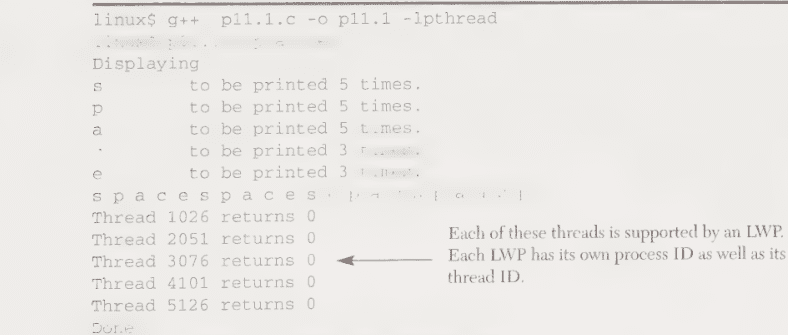 linux$ g++ p11.1.c -o p11.1 -lpthread
Displaying
s to be printed 5 times.
p to be printed 5 times.
a to be printed 5 t.mes.
to be printed 3
e to be printed 3
s p a c e s p a c e s
Thread 1026 returns 0
Thread 2051 returns 0
Thread 3076 returns 0
Thread 4101 returns 0
Thread 5126 returns 0
Done
Each of these threads is supported by an LWP.
Each LWP has its own process ID as well as its
thread ID.